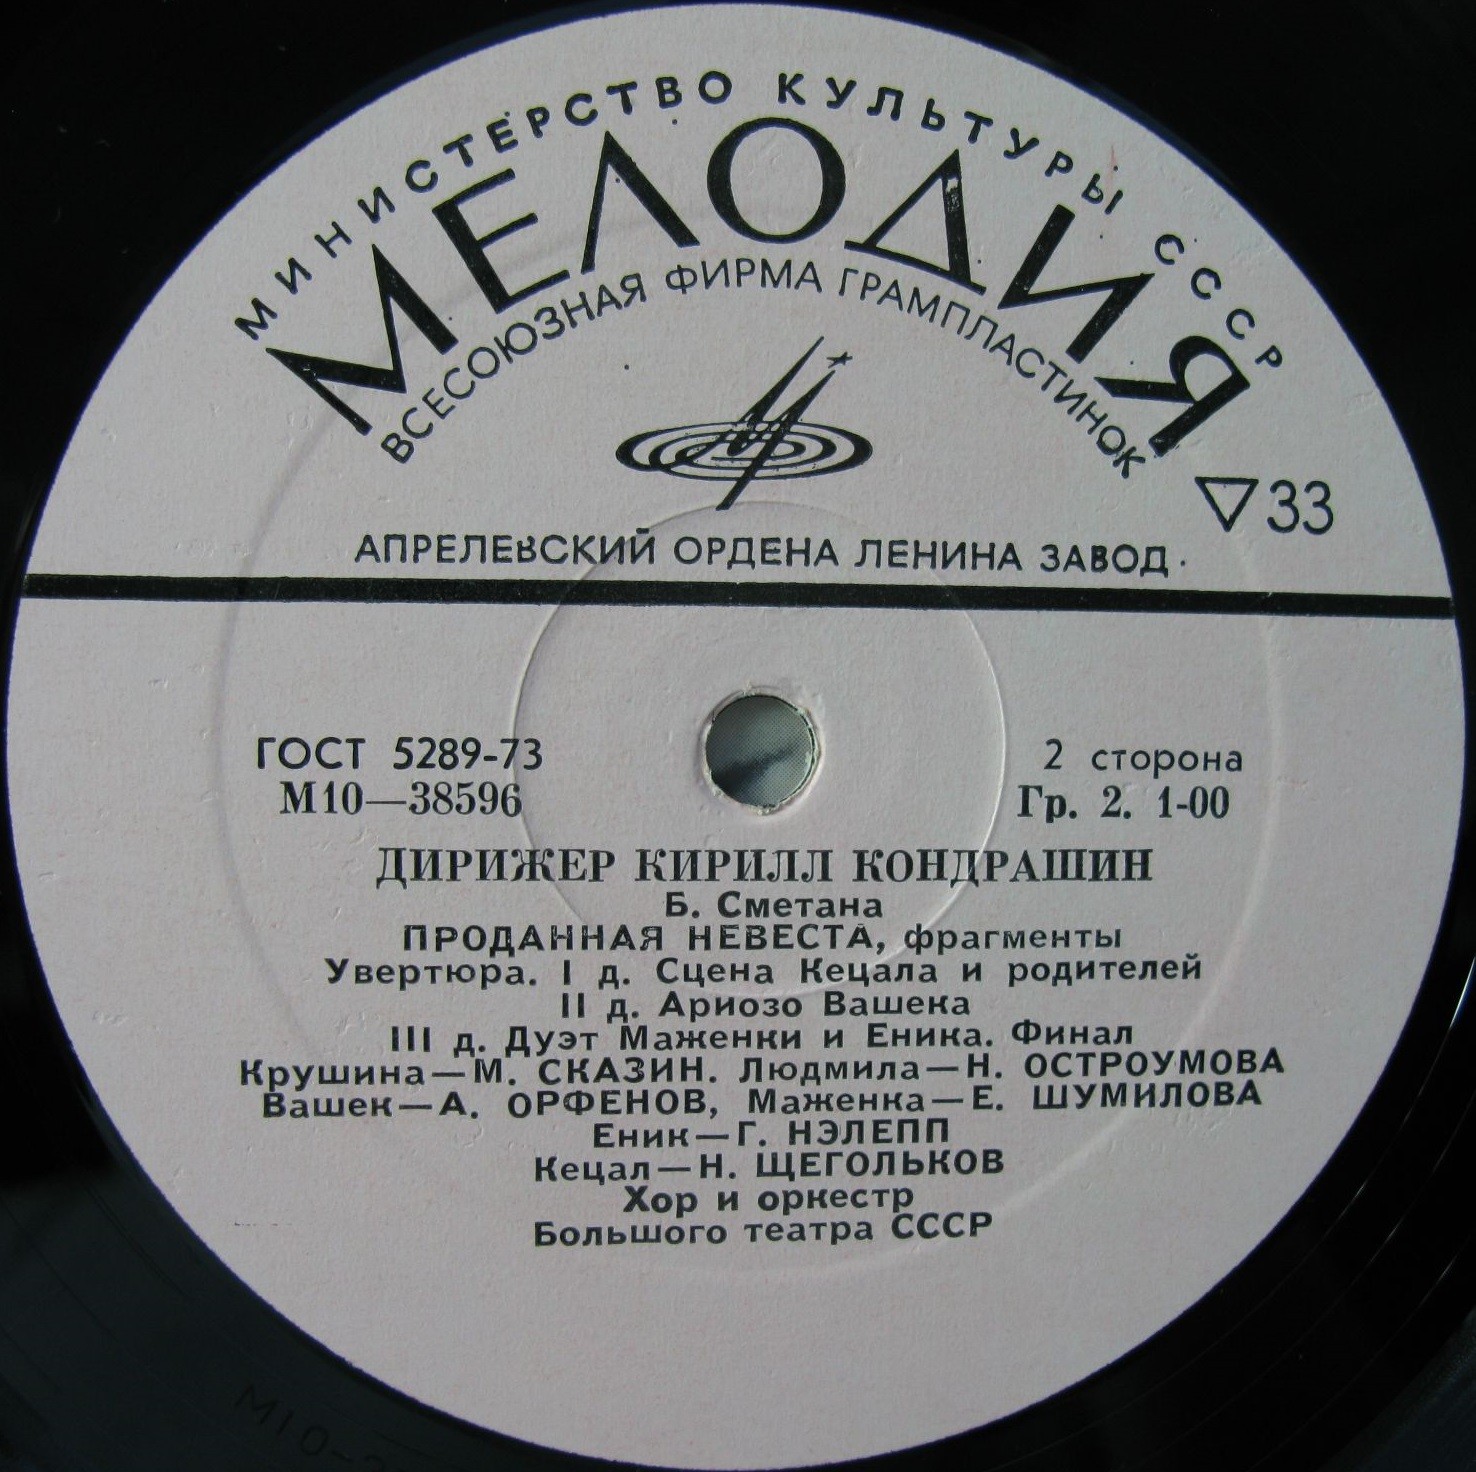 МИНИСТЕРСТВО КУЛЬТУРЫ СССР
МЕЛОДИЯ
ВСЕСОЮЗНАЯ ФИРМА ГРАМПЛАСТИНОК
33
АПРЕЛЕВСКИЙ ОРДЕНА ЛЕНИНА ЗАВОД
ГОСТ 5289-73
М10—38596
2 сторона
Гр. 2. 1-00
ДИРИЖЕР КИРИЛЛ КОНДРАШИН
Б. Сметана
ПРОДАННАЯ НЕВЕСТА, фрагменты
Увертюра. I д. Сцена Кецала и родителей
II д. Ариозо Вашека
III д. Дуэт Маженки и Еника. Финал
Крушина—М. СКАЗИН. Людмила—Н. ОСТРОУМОВА
Вашек—А. ОРФЕНОВ, Маженка—Е. ШУМИЛОВА
Еник—Г. НЭЛЕПП
Кецал—Н. ЩЕГОЛЬКОВ
Хор и оркестр
Большого театра СССР